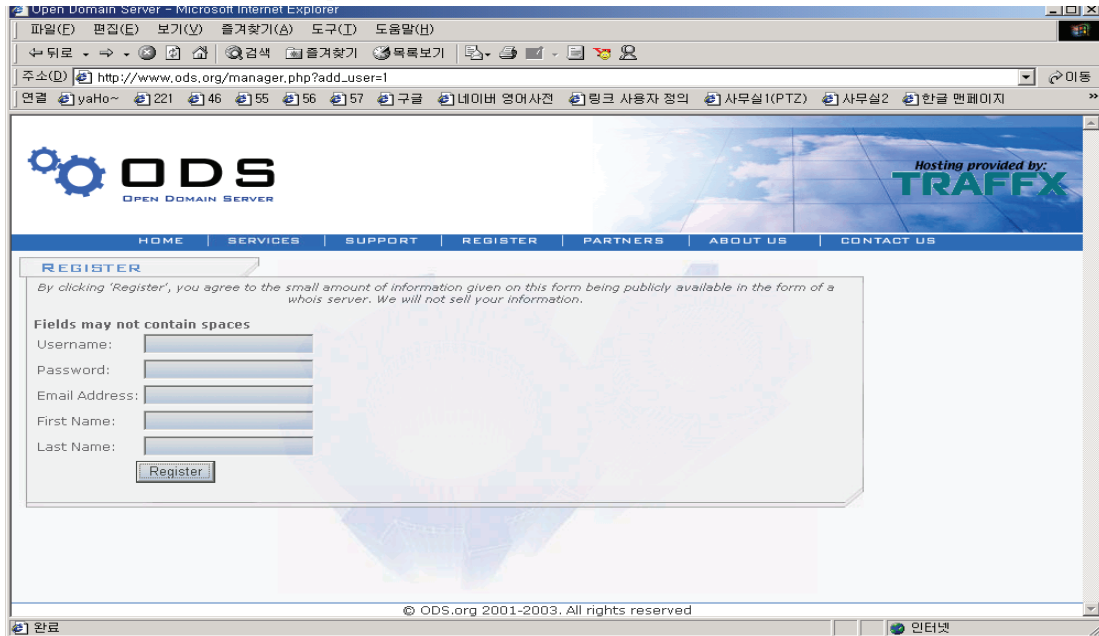 Open Domain Server - Microsoft Internet Explorer
파일(F) 편집(E) 보기(V) 즐겨찾기(A) 도구(T) 도움말(H)
뒤로 검색 즐겨찾기 목록보기
주소(D) http://www.ods.org/manager.php?add_user=1 이동
연결 yaHo~ 221 46 55 56 57 구글 네이버 영어사전 링크 사용자 정의 사무실1(PTZ) 사무실2 한글 맨페이지 »
ODS
OPEN DOMAIN SERVER
Hosting provided by:
TRAFFX
HOME | SERVICES | SUPPORT | REGISTER | PARTNERS | ABOUT US | CONTACT US
REGISTER
By clicking 'Register', you agree to the small amount of information given on this form being publicly available in the form of a
whois server. We will not sell your information.
Fields may not contain spaces
Username:
Password:
Email Address:
First Name:
Last Name:
Register
© ODS.org 2001-2003. All rights reserved
완료 인터넷